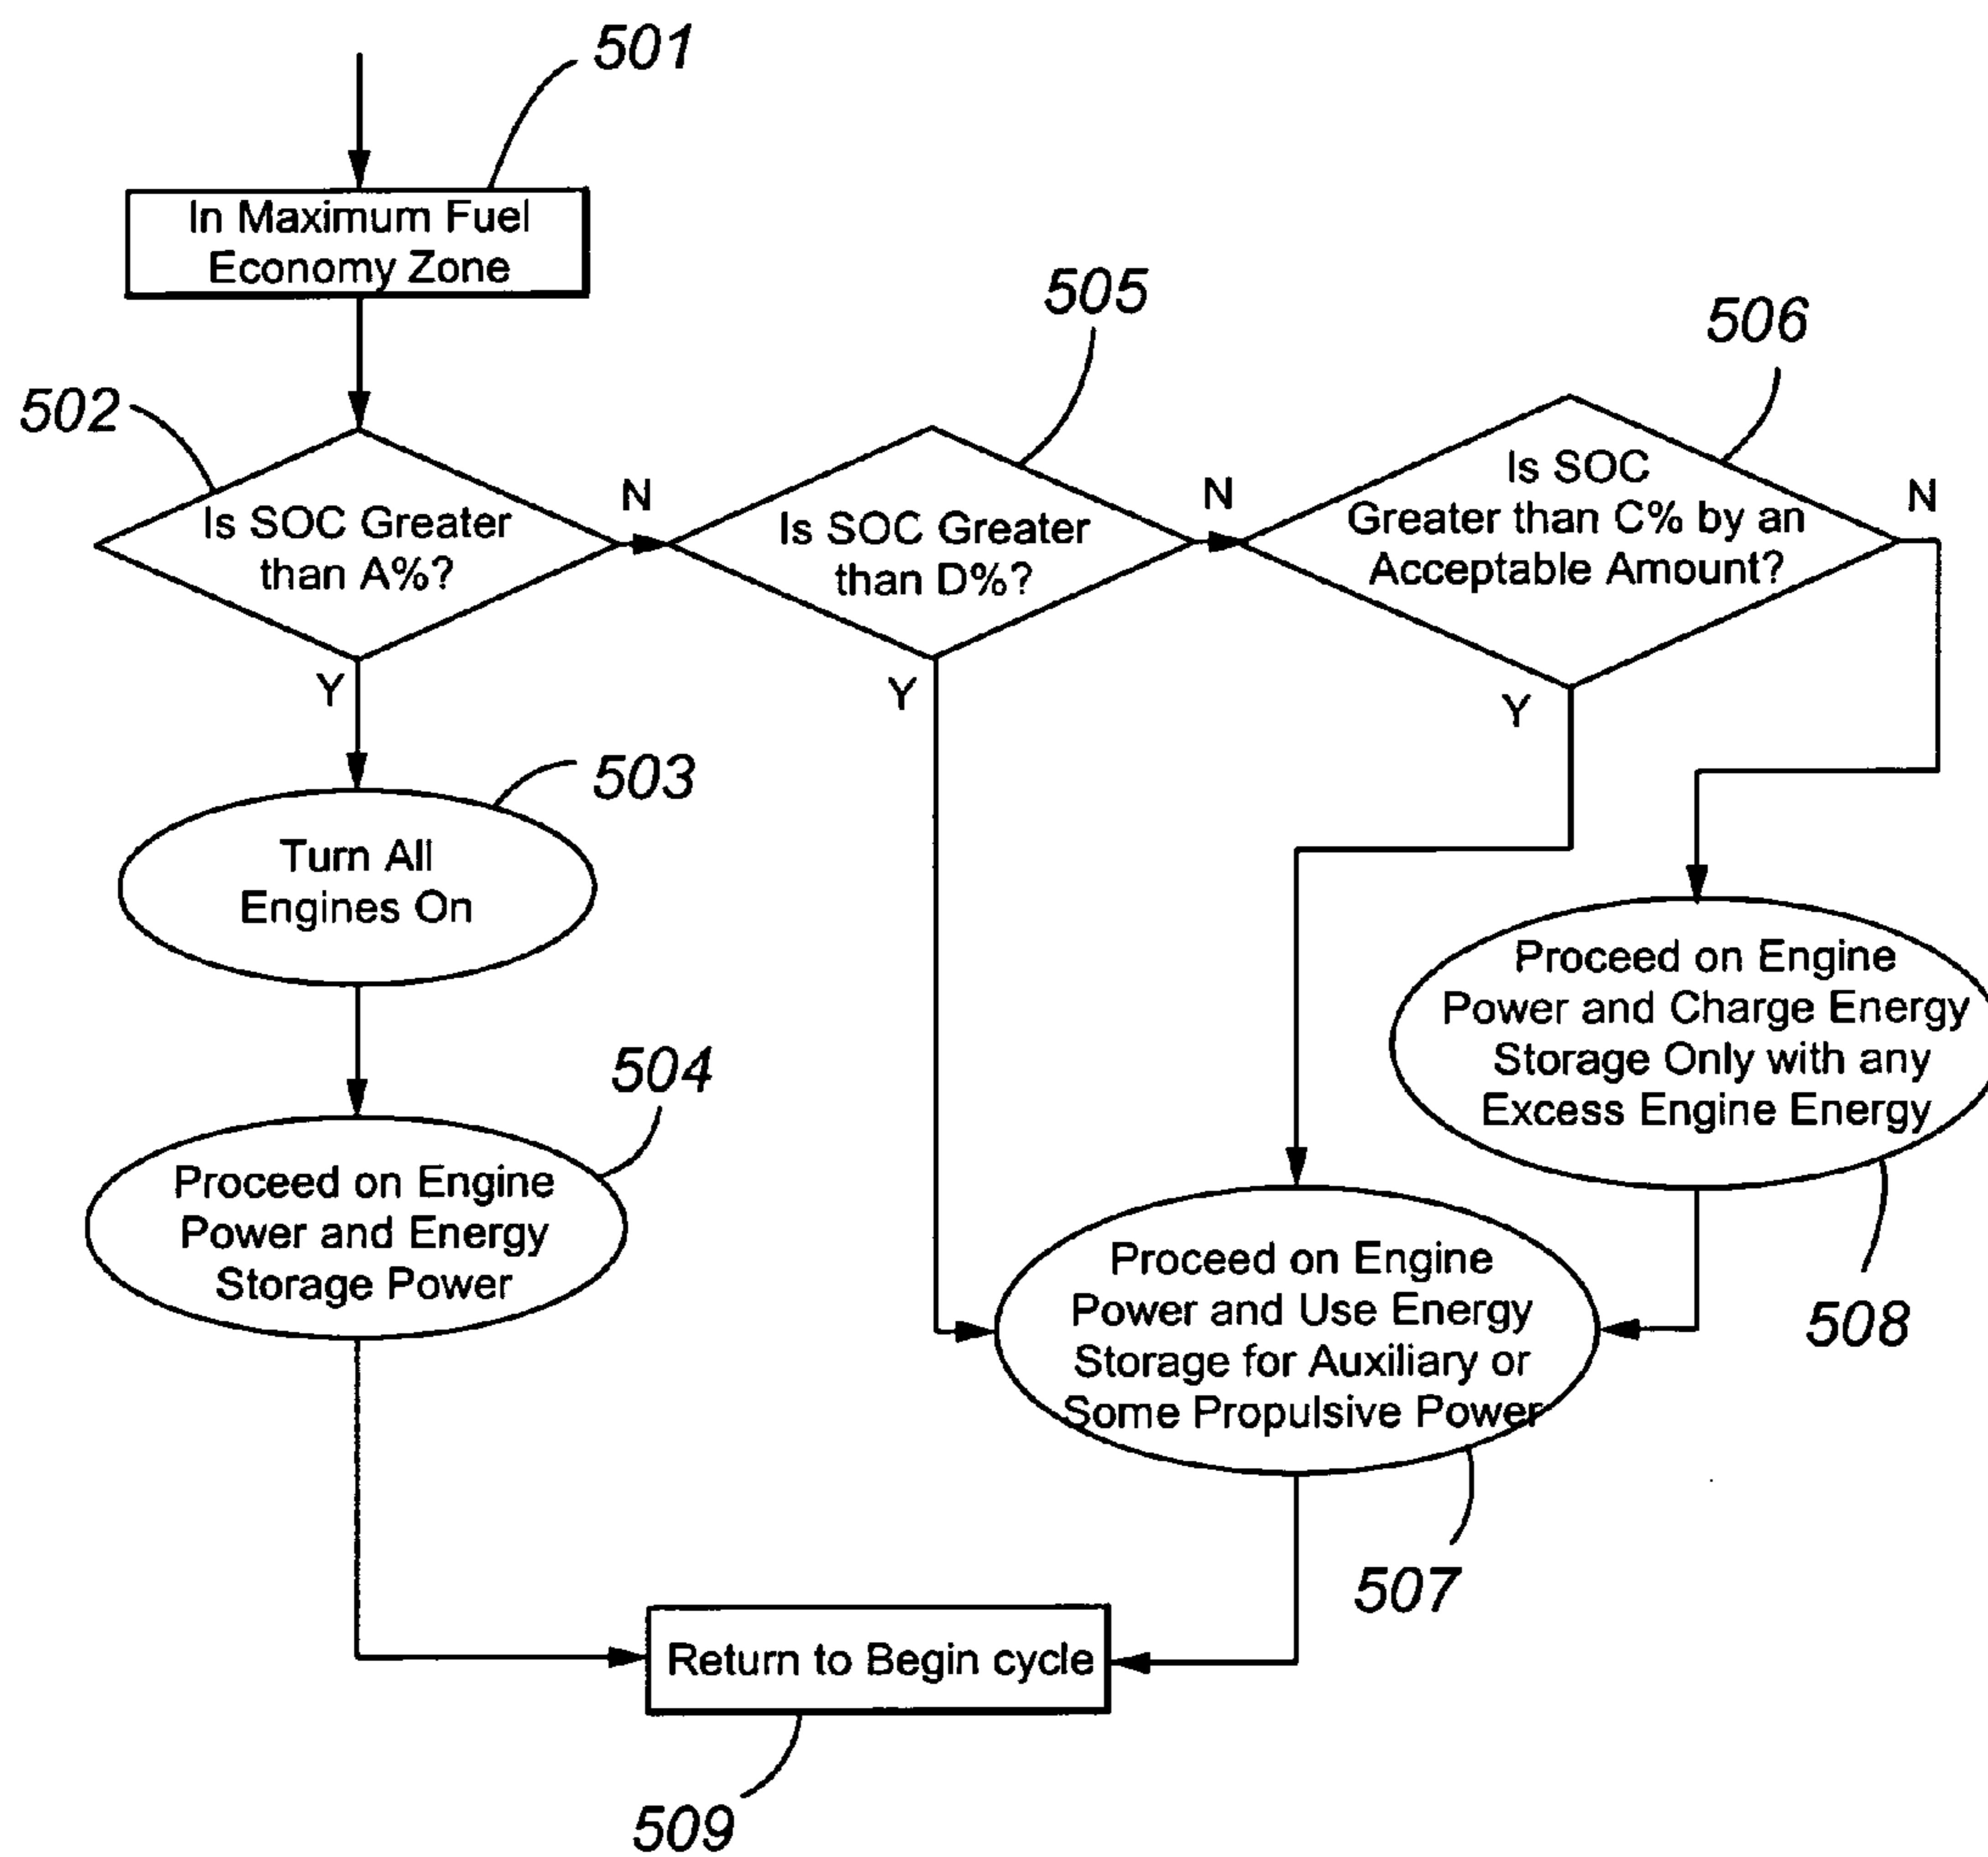 501
In Maximum Fuel
Economy Zone
502
Is SOC Greater
than A%?
N
Y
505
Is SOC Greater
than D%?
N
Y
506
Is SOC
Greater than C% by an
Acceptable Amount?
N
Y
503
Turn All
Engines On
504
Proceed on Engine
Power and Energy
Storage Power
Proceed on Engine
Power and Charge Energy
Storage Only with any
Excess Engine Energy
508
Proceed on Engine
Power and Use Energy
Storage for Auxiliary or
Some Propulsive Power
507
Return to Begin cycle
509